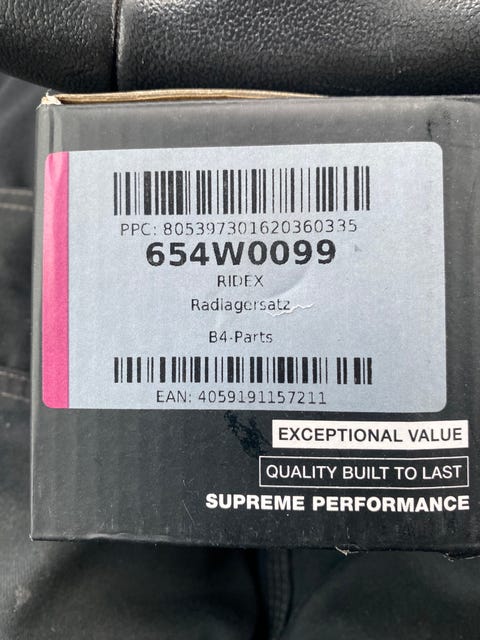 PPC: 805397301620360335
654W0099
RIDEX
Radlagersatz
B4-Parts
EAN: 4059191157211
EXCEPTIONAL VALUE
QUALITY BUILT TO LAST
SUPREME PERFORMANCE